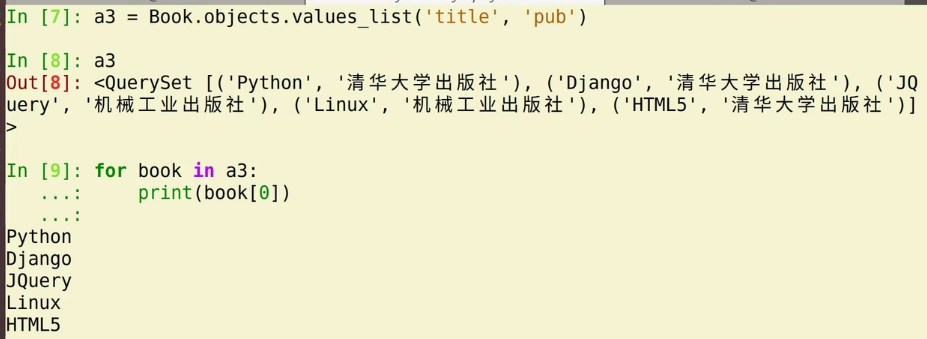 In [7]: a3 = Book.objects.values_list('title', 'pub')
In [8]: a3
Out[8]: <QuerySet [('Python', '清华大学出版社'), ('Django', '清华大学出版社'), ('JQ
uery', '机械工业出版社'), ('Linux', '机械工业出版社'), ('HTML5', '清华大学出版社')]
>
In [9]: for book in a3:
   ...:     print(book[0])
   ...:
Python
Django
JQuery
Linux
HTML5